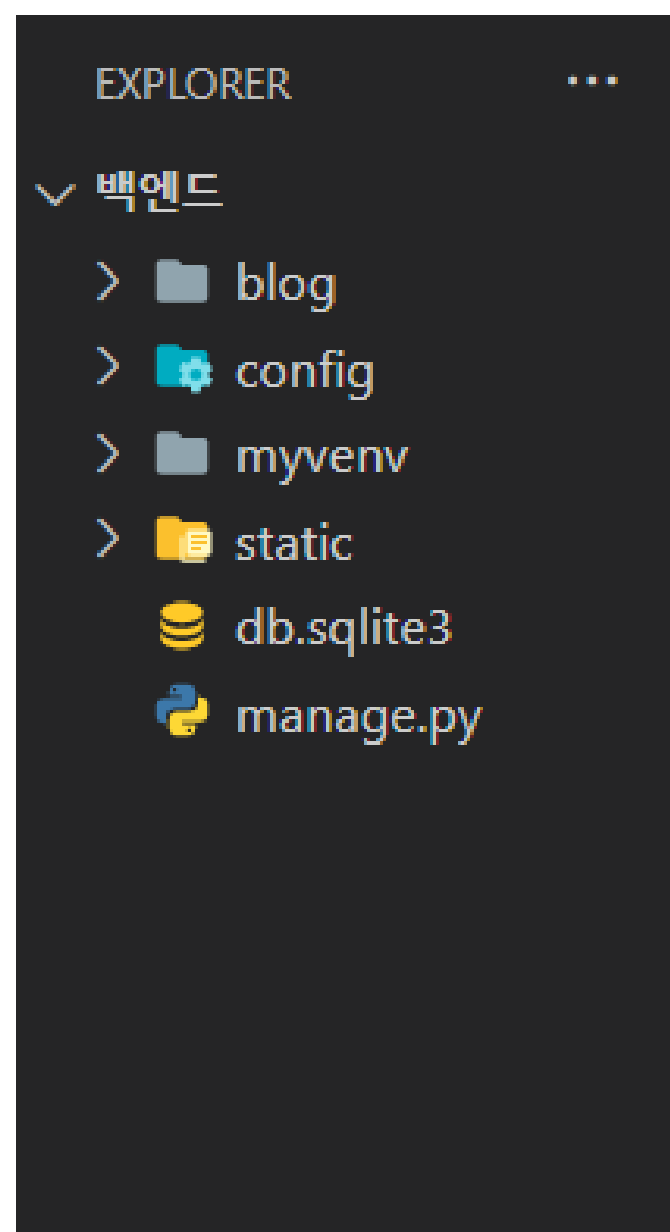 EXPLORER
백엔드
blog
config
myvenv
static
db.sqlite3
manage.py